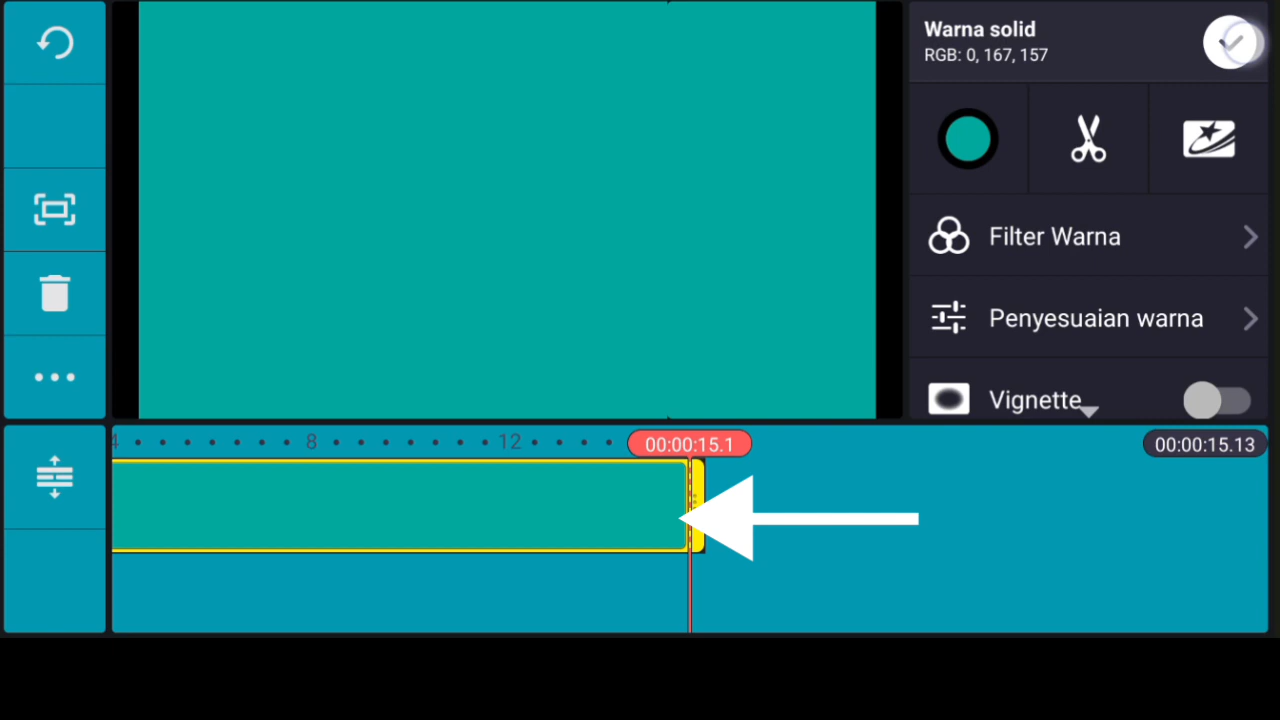 Warna solid
RGB: 0, 167, 157
Filter Warna
Penyesuaian warna
Vignette
4 8 12 00:00:15.1 00:00:15.13